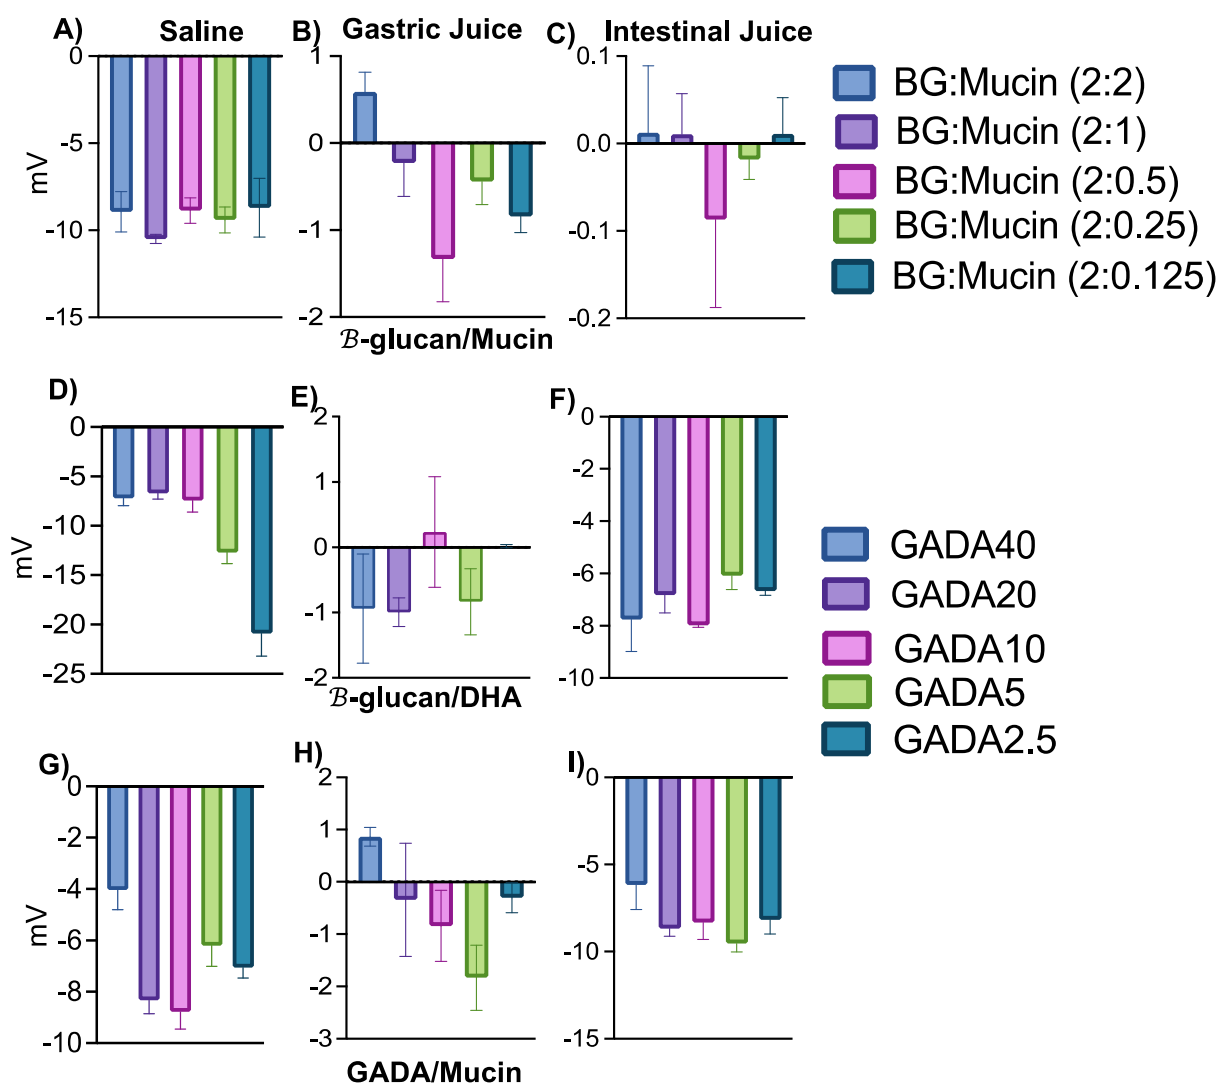 A) Saline
B) Gastric Juice
C) Intestinal Juice
mV
0
-5
-10
-15
1
0
-1
-2
0.1
0.0
-0.1
-0.2
ℬ-glucan/Mucin
BG:Mucin (2:2)
BG:Mucin (2:1)
BG:Mucin (2:0.5)
BG:Mucin (2:0.25)
BG:Mucin (2:0.125)
D)
mV
0
-5
-10
-15
-20
-25
E)
2
1
0
-1
-2
F)
0
-2
-4
-6
-8
-10
ℬ-glucan/DHA
GADA40
GADA20
GADA10
GADA5
GADA2.5
G)
mV
0
-2
-4
-6
-8
-10
H)
2
1
0
-1
-2
-3
I)
0
-5
-10
-15
GADA/Mucin